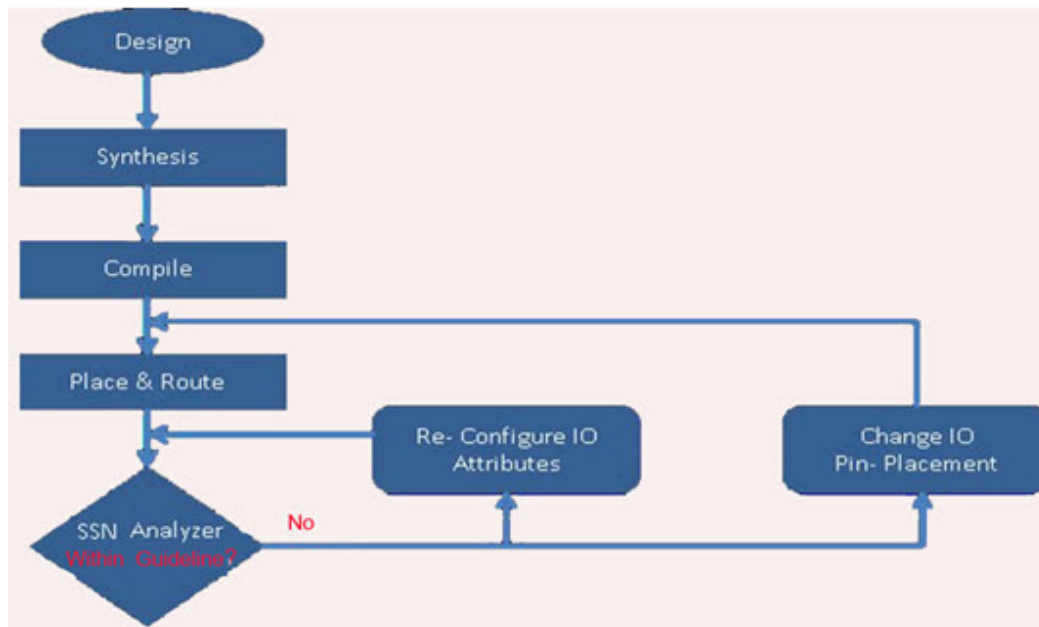 Design
Synthesis
Compile
Place & Route
Re- Configure IO
Attributes
Change IO
Pin- Placement
SSN Analyzer
Within Guideline?
No